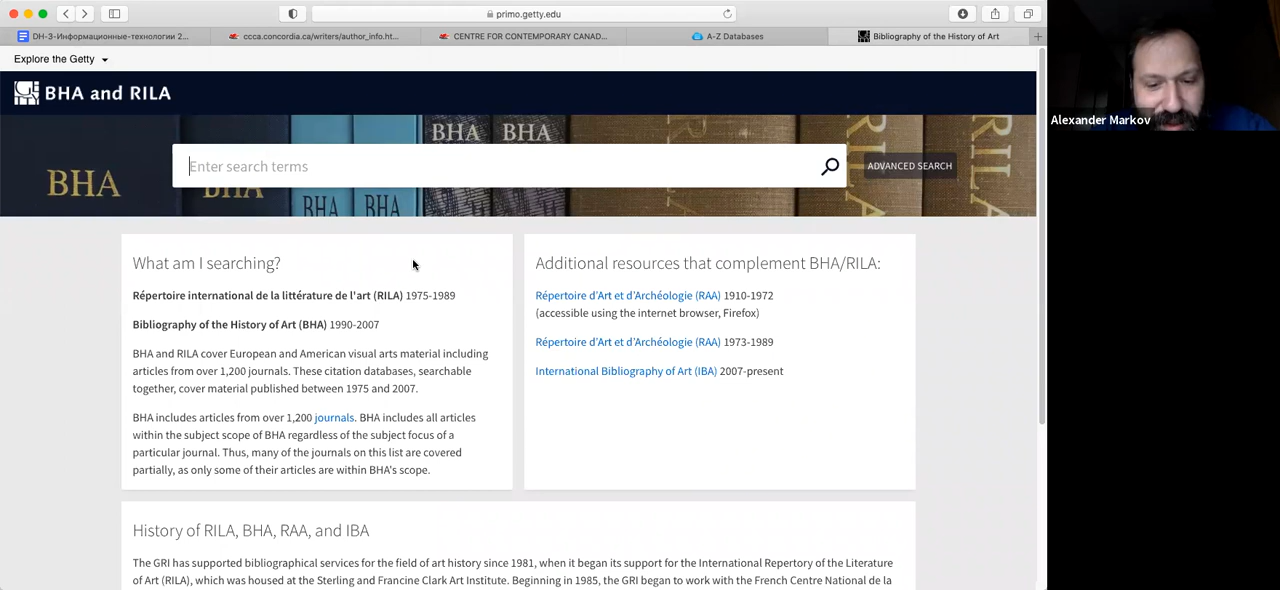 primo.getty.edu
DH-3-Информационные-технологии 2...
ccca.concordia.ca/writers/author_info.ht...
CENTRE FOR CONTEMPORARY CANAD...
A-Z Databases
Bibliography of the History of Art
Explore the Getty
BHA and RILA
BHA BHA
Enter search terms
ADVANCED SEARCH
BHA
BHA
BHA BHA
RILA
RILA
What am I searching?
Répertoire international de la littérature de l'art (RILA) 1975-1989
Bibliography of the History of Art (BHA) 1990-2007
BHA and RILA cover European and American visual arts material including
articles from over 1,200 journals. These citation databases, searchable
together, cover material published between 1975 and 2007.
BHA includes articles from over 1,200 journals. BHA includes all articles
within the subject scope of BHA regardless of the subject focus of a
particular journal. Thus, many of the journals on this list are covered
partially, as only some of their articles are within BHA's scope.
Additional resources that complement BHA/RILA:
Répertoire d'Art et d'Archéologie (RAA) 1910-1972
(accessible using the internet browser, Firefox)
Répertoire d'Art et d'Archéologie (RAA) 1973-1989
International Bibliography of Art (IBA) 2007-present
History of RILA, BHA, RAA, and IBA
The GRI has supported bibliographical services for the field of art history since 1981, when it began its support for the International Repertory of the Literature
of Art (RILA), which was housed at the Sterling and Francine Clark Art Institute. Beginning in 1985, the GRI began to work with the French Centre National de la
Alexander Markov